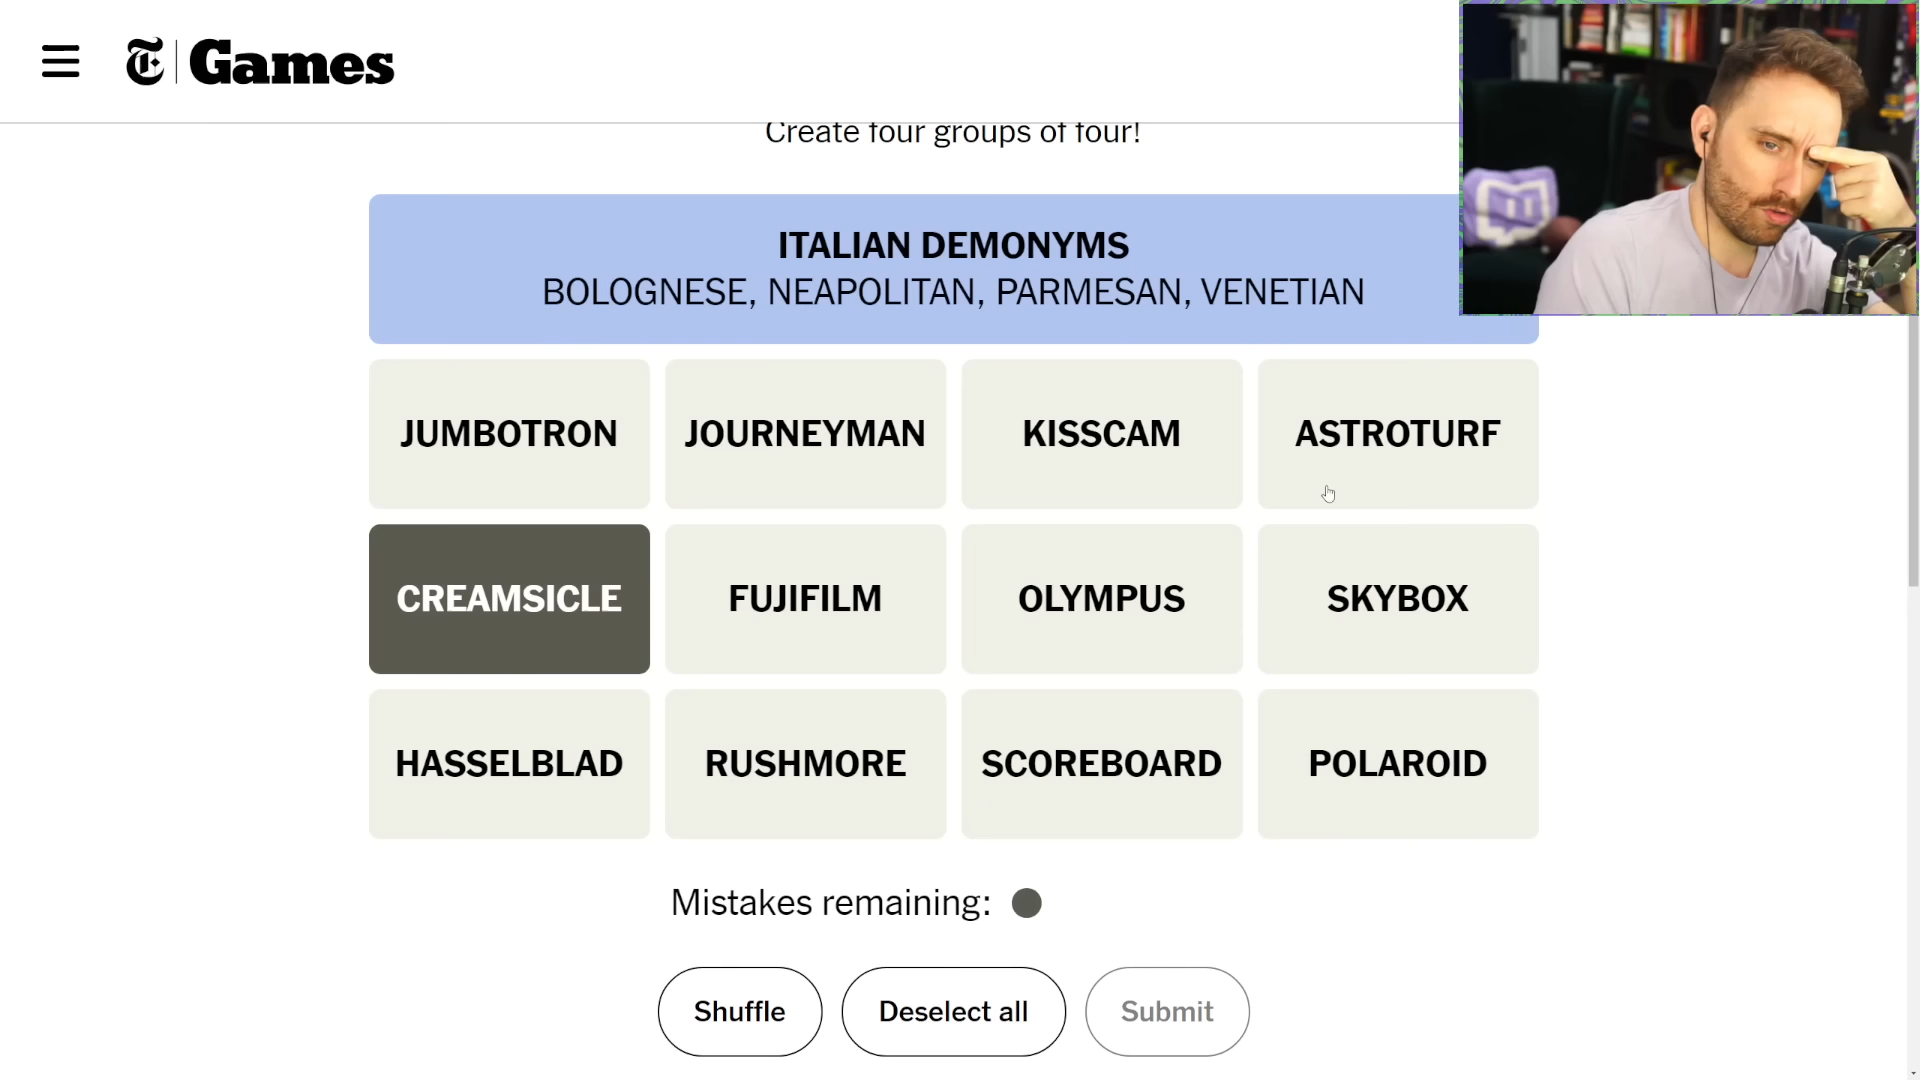 T Games
Create four groups of four!
ITALIAN DEMONYMS
BOLOGNESE, NEAPOLITAN, PARMESAN, VENETIAN
JUMBOTRON JOURNEYMAN KISSCAM ASTROTURF
CREAMSICLE FUJIFILM OLYMPUS SKYBOX
HASSELBLAD RUSHMORE SCOREBOARD POLAROID
Mistakes remaining:
Shuffle Deselect all Submit